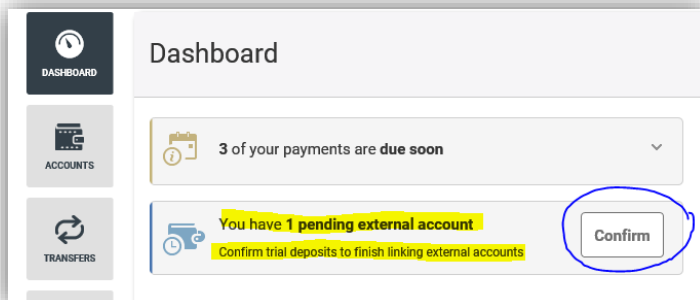 Dashboard
DASHBOARD
3 of your payments are due soon
ACCOUNTS
You have 1 pending external account
Confirm
Confirm trial deposits to finish linking external accounts
TRANSFERS